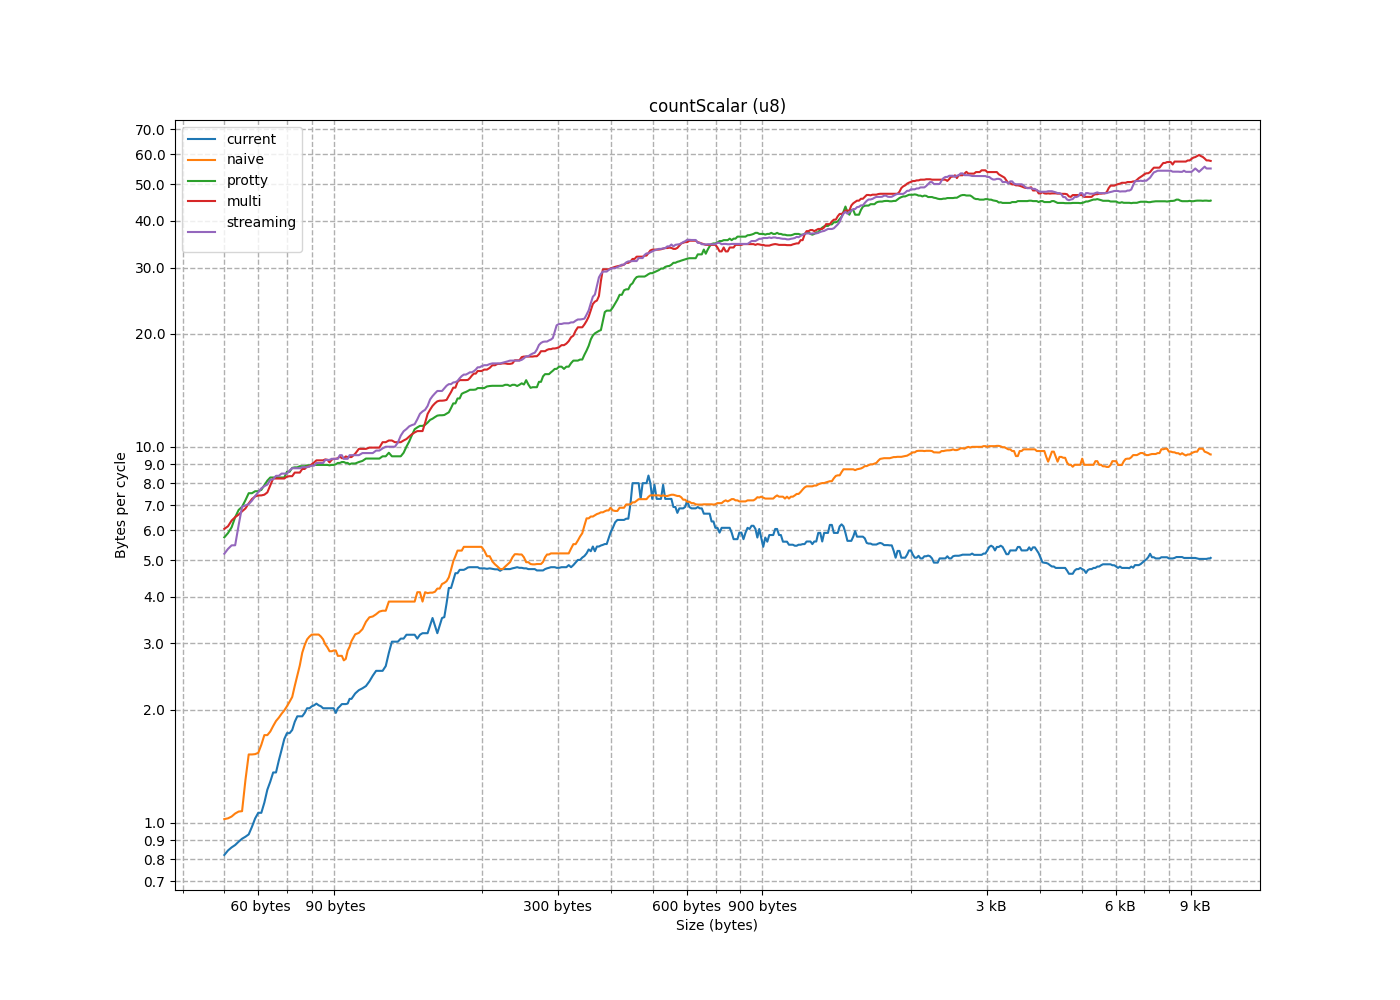 countScalar (u8)
70.0
60.0
50.0
40.0
30.0
20.0
10.0
9.0
8.0
7.0
6.0
5.0
4.0
3.0
2.0
1.0
0.9
0.8
0.7
Bytes per cycle
current
naive
protty
multi
streaming
60 bytes 90 bytes 300 bytes 600 bytes 900 bytes 3 kB 6 kB 9 kB
Size (bytes)